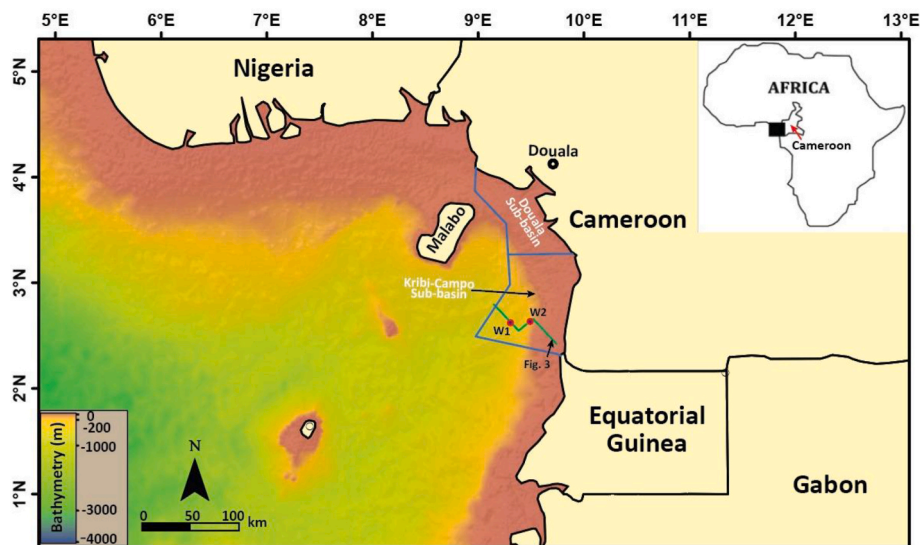 5°E 6°E 7°E 8°E 9°E 10°E 11°E 12°E 13°E
5°N
4°N
3°N
2°N
1°N
Nigeria
AFRICA
Cameroon
Douala
Douala
Sub-basin
Cameroon
Malabo
Kribi-Campo
Sub-basin
W1
W2
Fig. 3
Equatorial
Guinea
Gabon
Bathymetry (m)
0
-200
-1000
-3000
-4000
N
0 50 100
km